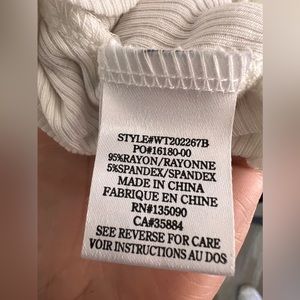 STYLE#WT202267B
PO#16180-00
95%RAYON/RAYONNE
5%SPANDEX/SPANDEX
MADE IN CHINA
FABRIQUE EN CHINE
RN#135090
CA#35884
SEE REVERSE FOR CARE
VOIR INSTRUCTIONS AU DOS